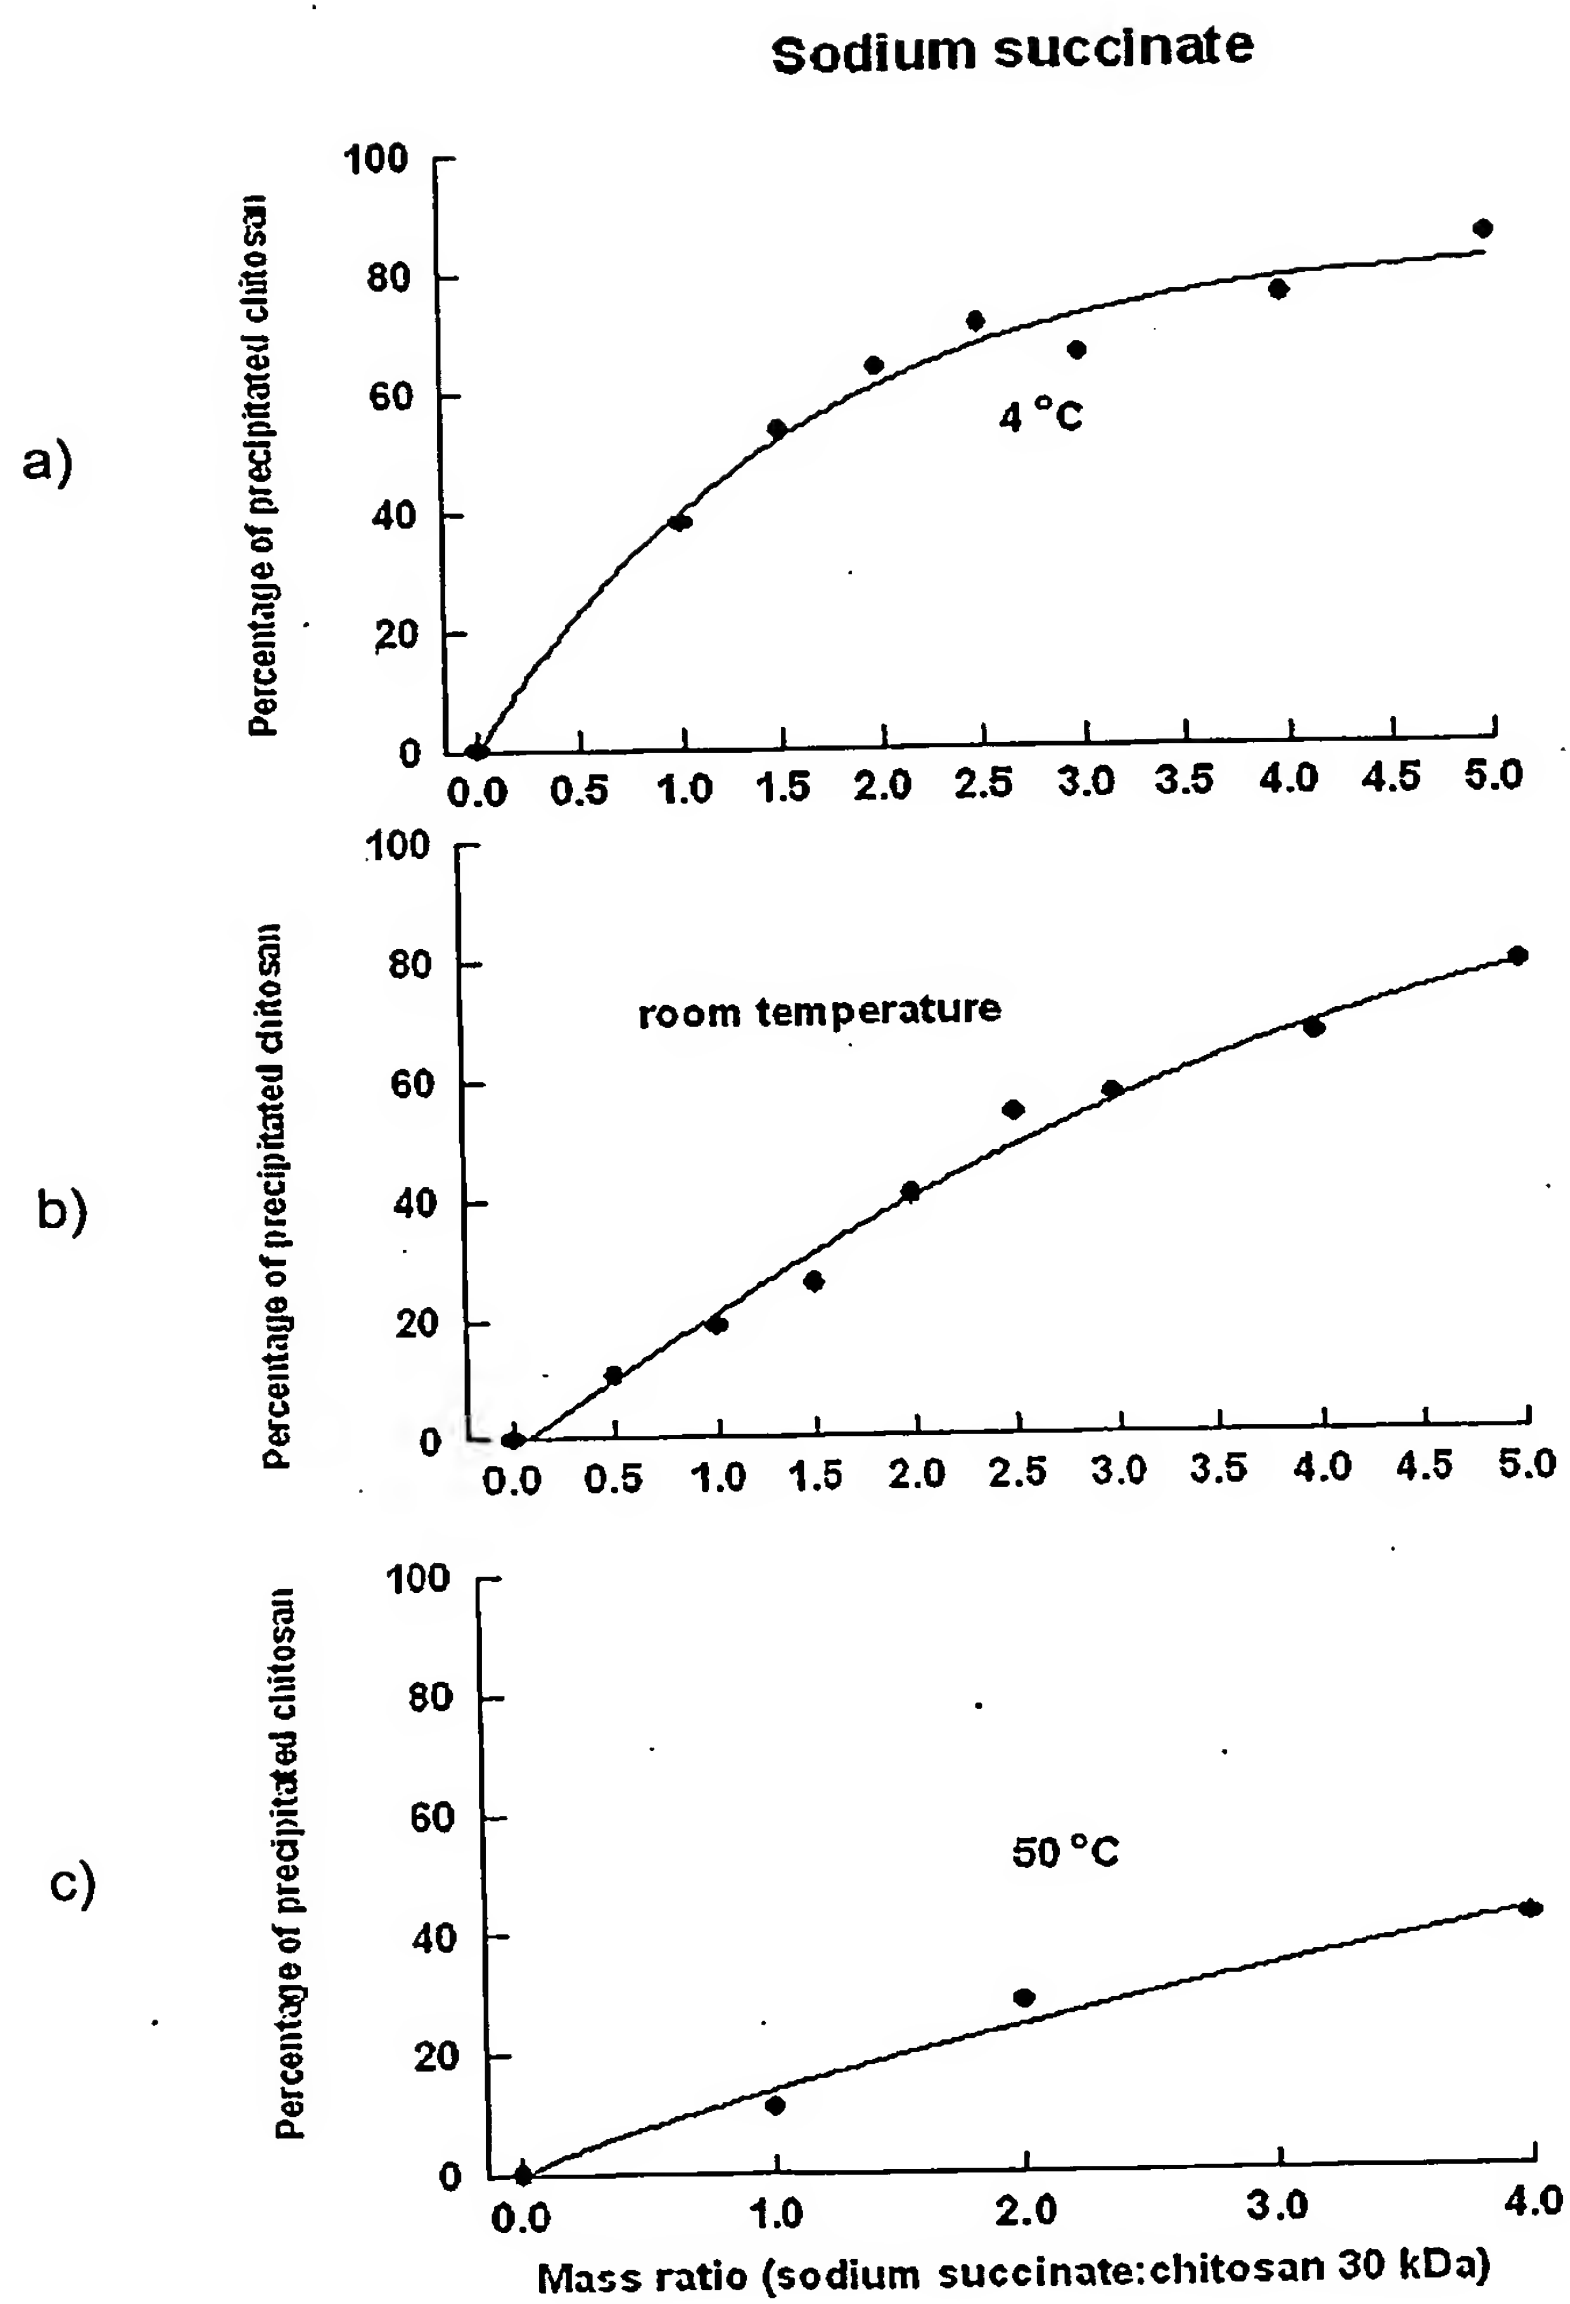 Sodium succinate
a)
Percentage of precipitated chitosan
100
80
60
40
20
0
4 °C
0.0 0.5 1.0 1.5 2.0 2.5 3.0 3.5 4.0 4.5 5.0
b)
Percentage of precipitated chitosan
100
80
60
40
20
0
room temperature
0.0 0.5 1.0 1.5 2.0 2.5 3.0 3.5 4.0 4.5 5.0
c)
Percentage of precipitated chitosan
100
80
60
40
20
0
50 °C
0.0 1.0 2.0 3.0 4.0
Mass ratio (sodium succinate:chitosan 30 kDa)